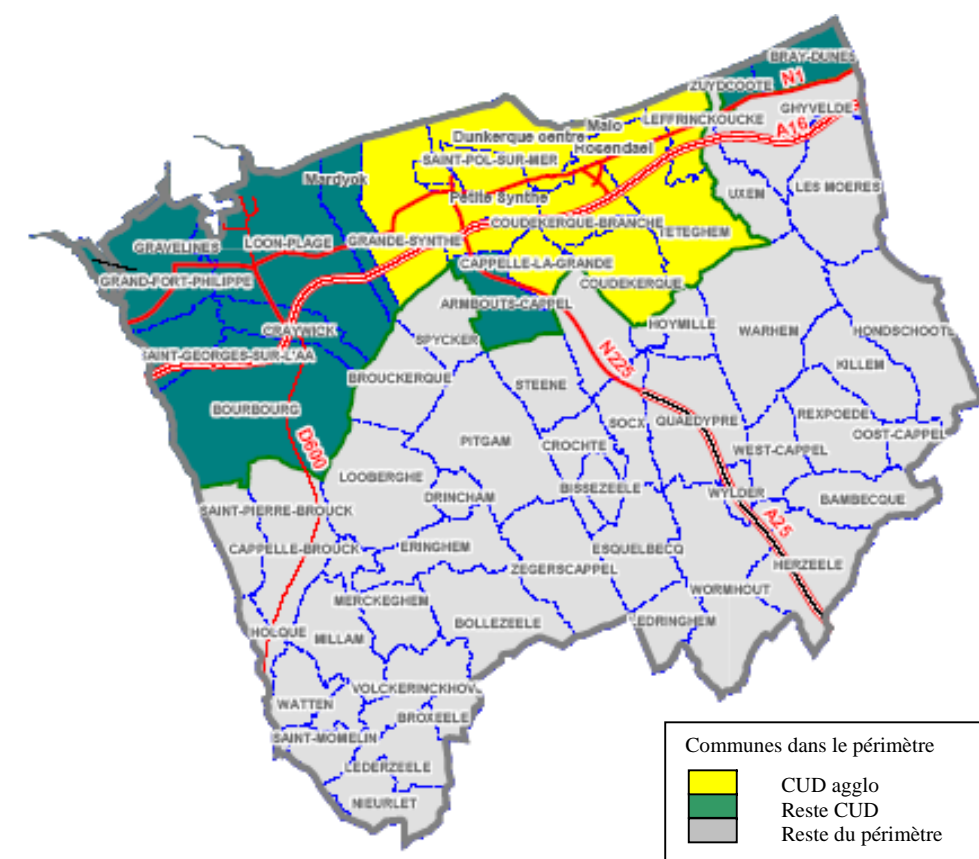 BRAY-DUNES
ZUYDCOOTE
N1
GHYVELDE
LEFFRINCKOUCKE
A16
Malo
Dunkerque centre
Rosendael
SAINT-POL-SUR-MER
Mardyck
Petite Synthe
UXEM
LES MOERES
COUDEKERQUE-BRANCHE
TETEGHEM
GRAVELINES
LOON-PLAGE
GRANDE-SYNTHE
CAPPELLE-LA-GRANDE
GRAND-FORT-PHILIPPE
COUDEKERQUE
ARMBOUTS-CAPPEL
CRAYWICK
SPYCKER
HOYMILLE
WARHEM
HONDSCHOOTE
SAINT-GEORGES-SUR-L'AA
KILLEM
BROUCKERQUE
STEENE
N225
BOURBOURG
SOCX
QUAEDYPRE
REXPOEDE
D600
PITGAM
CROCHTE
OOST-CAPPEL
WEST-CAPPEL
LOOBERGHE
BISSEZEELE
DRINCHAM
WYLDER
BAMBECQUE
SAINT-PIERRE-BROUCK
A25
CAPPELLE-BROUCK
ERINGHEM
ESQUELBECQ
ZEGERSCAPPEL
HERZEELE
MERCKEGHEM
WORMHOUT
BOLLEZEELE
LEDRINGHEM
HOLQUE
MILLAM
VOLCKERINCKHOVE
WATTEN
BROXEELE
SAINT-MOMELIN
LEDERZEELE
NIEURLET
Communes dans le périmètre
CUD agglo
Reste CUD
Reste du périmètre